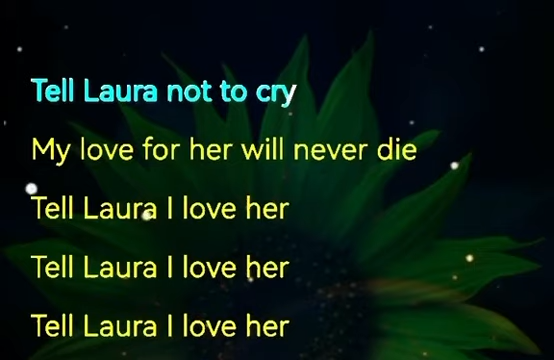 Tell Laura not to cry
My love for her will never die
Tell Laura I love her
Tell Laura I love her
Tell Laura I love her